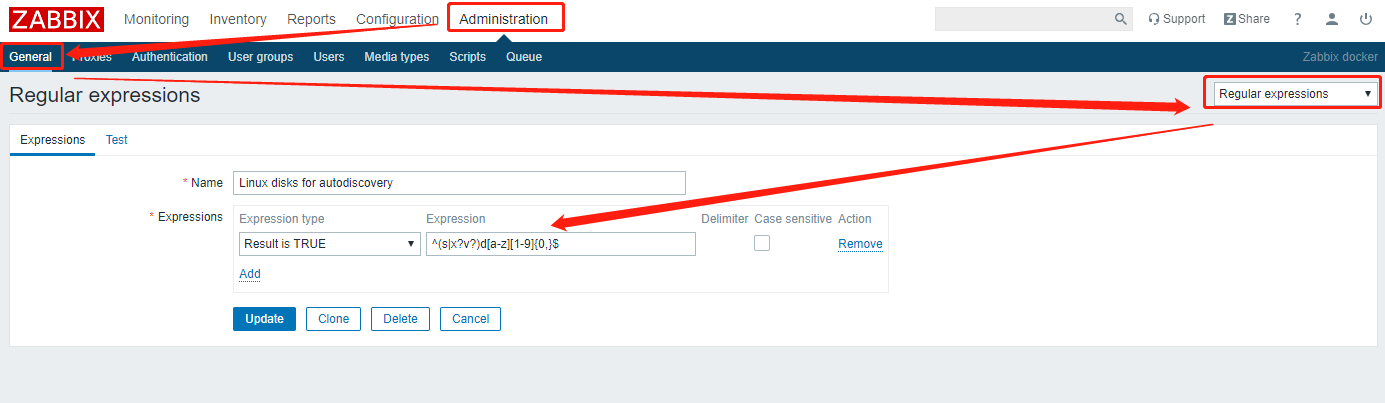 ZABBIX Monitoring Inventory Reports Configuration Administration Support Z Share ?
General Proxies Authentication User groups Users Media types Scripts Queue Zabbix docker
Regular expressions Regular expressions
Expressions Test
* Name Linux disks for autodiscovery
* Expressions Expression type Expression Delimiter Case sensitive Action
Result is TRUE ^(s|x?v?)d[a-z][1-9]{0,}$ Remove
Add
Update Clone Delete Cancel